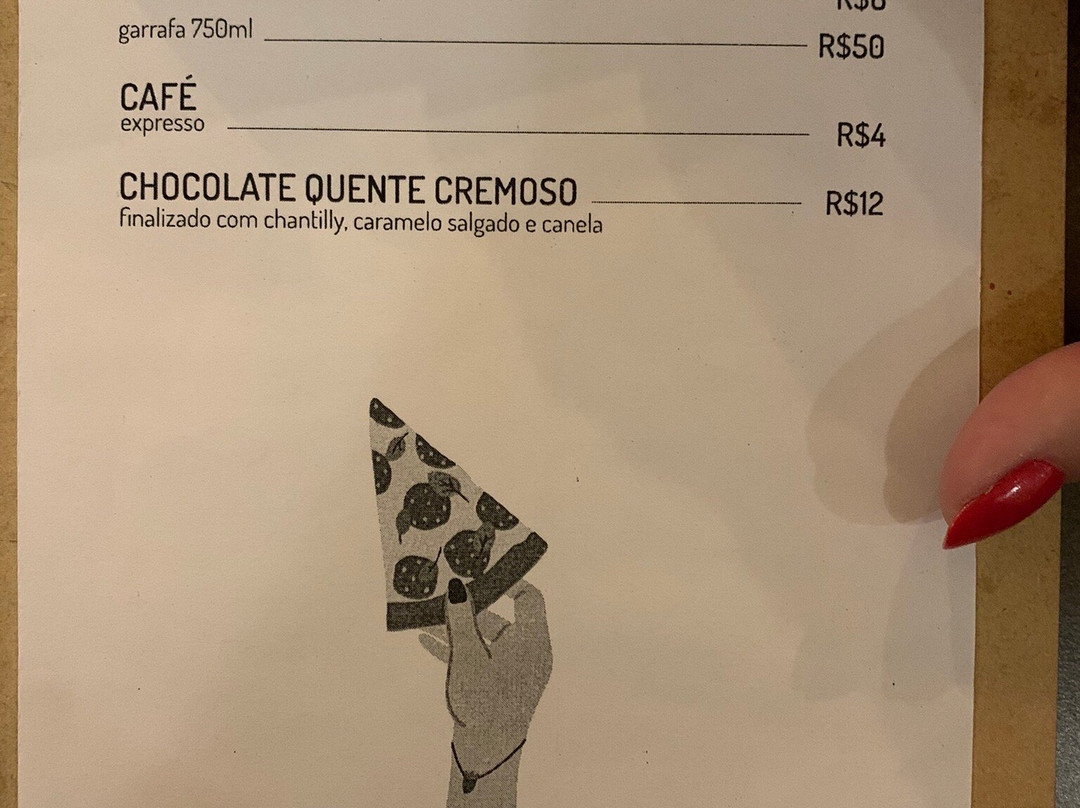 garrafa 750ml R$50
CAFÉ
expresso R$4
CHOCOLATE QUENTE CREMOSO R$12
finalizado com chantilly, caramelo salgado e canela